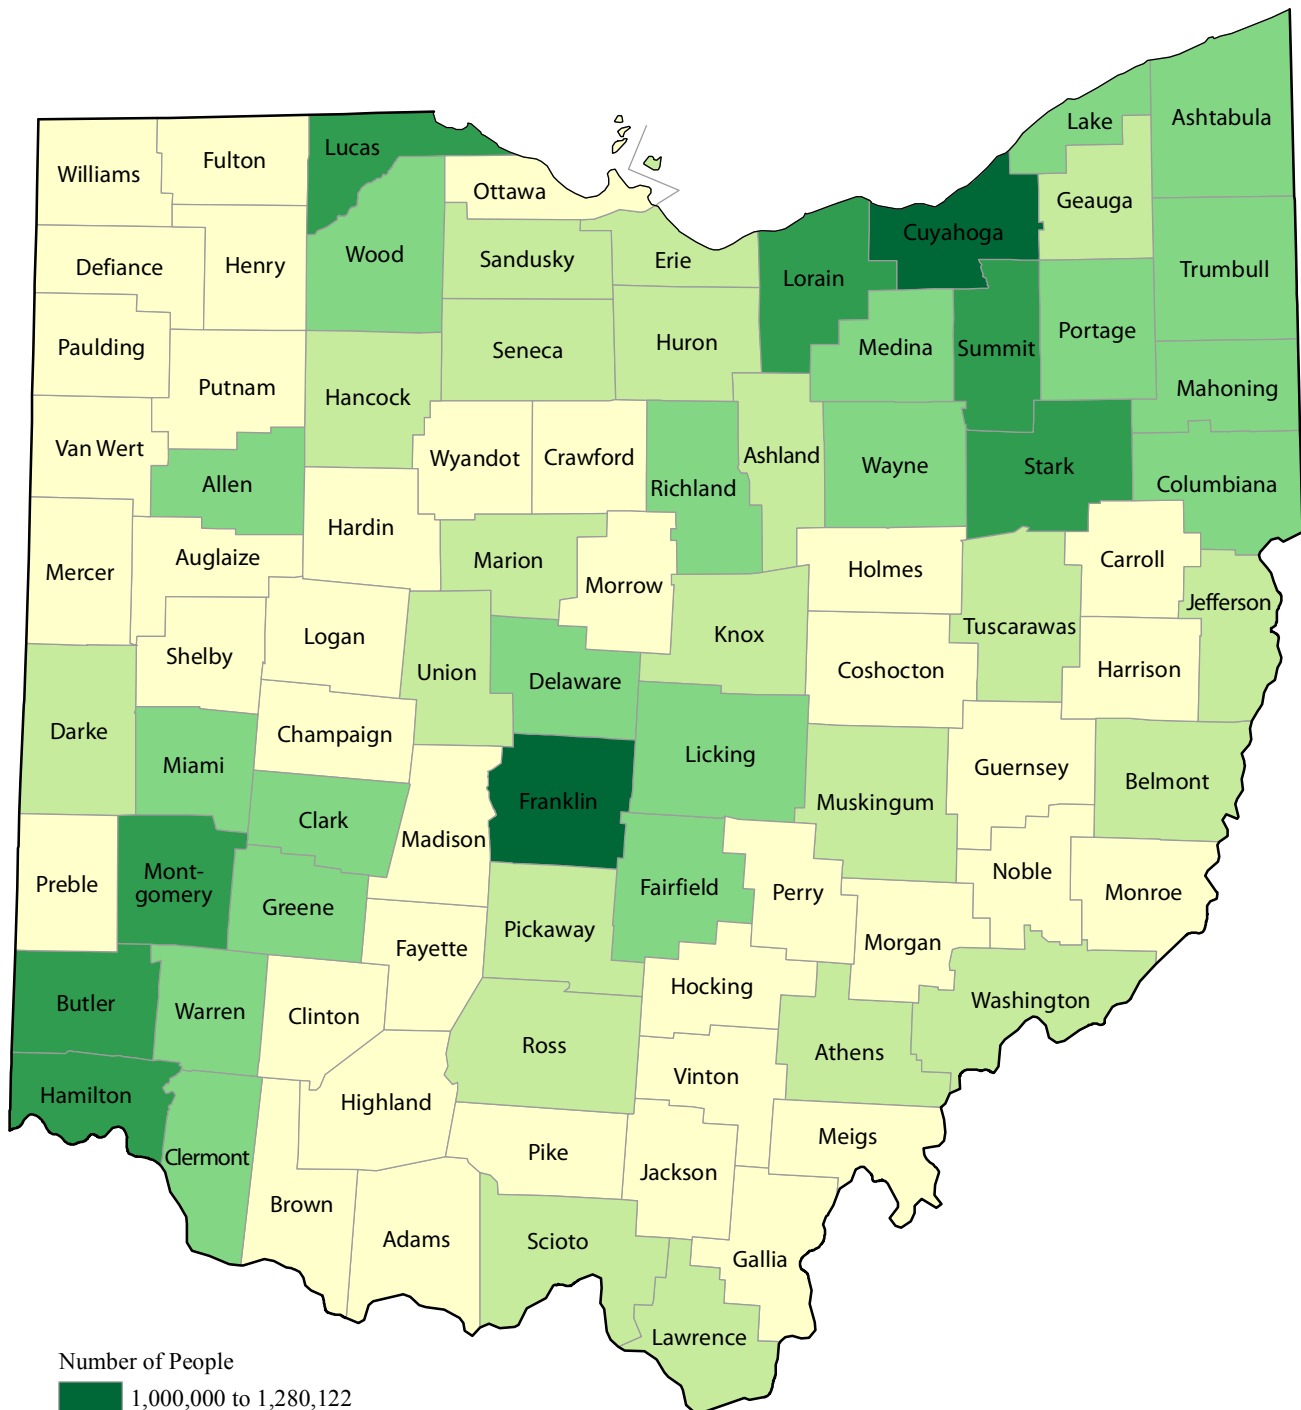 Lake
Ashtabula
Lucas
Fulton
Williams
Ottawa
Geauga
Cuyahoga
Wood
Sandusky
Erie
Defiance
Henry
Lorain
Trumbull
Portage
Paulding
Seneca
Huron
Medina
Summit
Putnam
Hancock
Mahoning
Van Wert
Wyandot
Crawford
Ashland
Wayne
Stark
Allen
Richland
Columbiana
Hardin
Auglaize
Marion
Mercer
Morrow
Holmes
Carroll
Jefferson
Logan
Knox
Tuscarawas
Shelby
Union
Delaware
Coshocton
Harrison
Darke
Champaign
Miami
Licking
Guernsey
Belmont
Franklin
Muskingum
Clark
Madison
Preble
Mont-
gomery
Greene
Fairfield
Perry
Noble
Monroe
Pickaway
Fayette
Morgan
Hocking
Butler
Warren
Clinton
Washington
Ross
Athens
Vinton
Hamilton
Highland
Meigs
Clermont
Pike
Jackson
Brown
Adams
Scioto
Gallia
Lawrence
Number of People
1,000,000 to 1,280,122